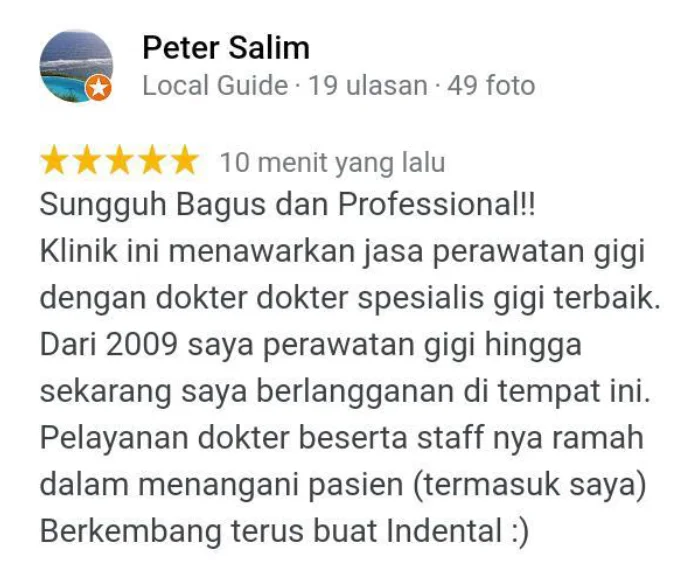 Peter Salim
Local Guide · 19 ulasan · 49 foto
10 menit yang lalu
Sungguh Bagus dan Professional!!
Klinik ini menawarkan jasa perawatan gigi
dengan dokter dokter spesialis gigi terbaik.
Dari 2009 saya perawatan gigi hingga
sekarang saya berlangganan di tempat ini.
Pelayanan dokter beserta staff nya ramah
dalam menangani pasien (termasuk saya)
Berkembang terus buat Indental :)